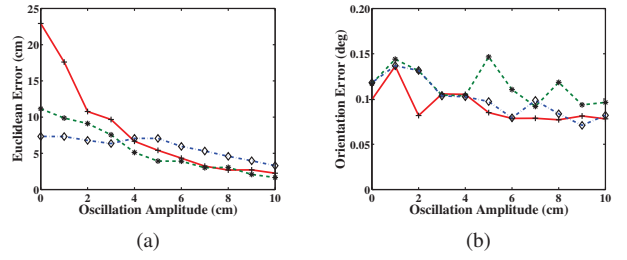 Euclidean Error (cm)
25
20
15
10
5
0
0 2 4 6 8 10
Oscillation Amplitude (cm)
(a)
Orientation Error (deg)
0.20
0.15
0.1
0.05
0
0 2 4 6 8 10
Oscillation Amplitude (cm)
(b)